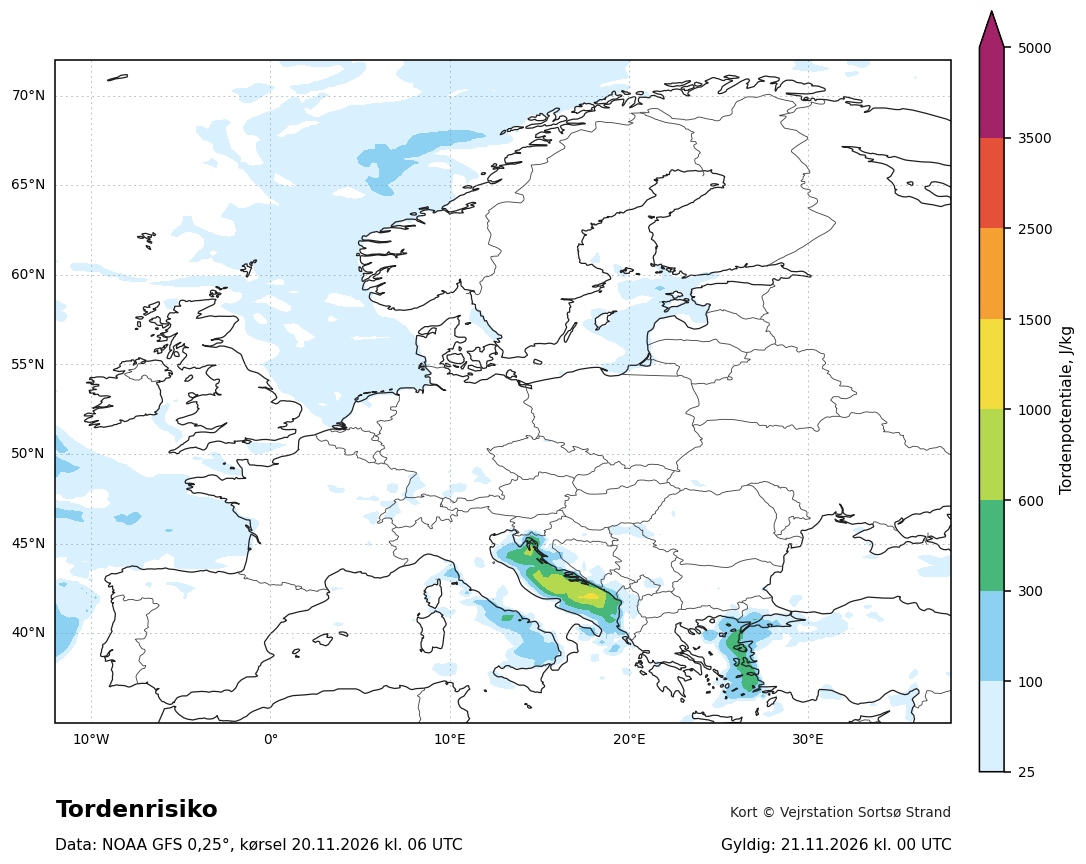 5000
3500
2500
1500
1000
600
300
100
25
Tordenpotentiale, J/kg
70°N
65°N
60°N
55°N
50°N
45°N
40°N
10°W
0°
10°E
20°E
30°E
Tordenrisiko
Kort © Vejrstation Sortsø Strand
Data: NOAA GFS 0,25°, kørsel 20.11.2026 kl. 06 UTC
Gyldig: 21.11.2026 kl. 00 UTC